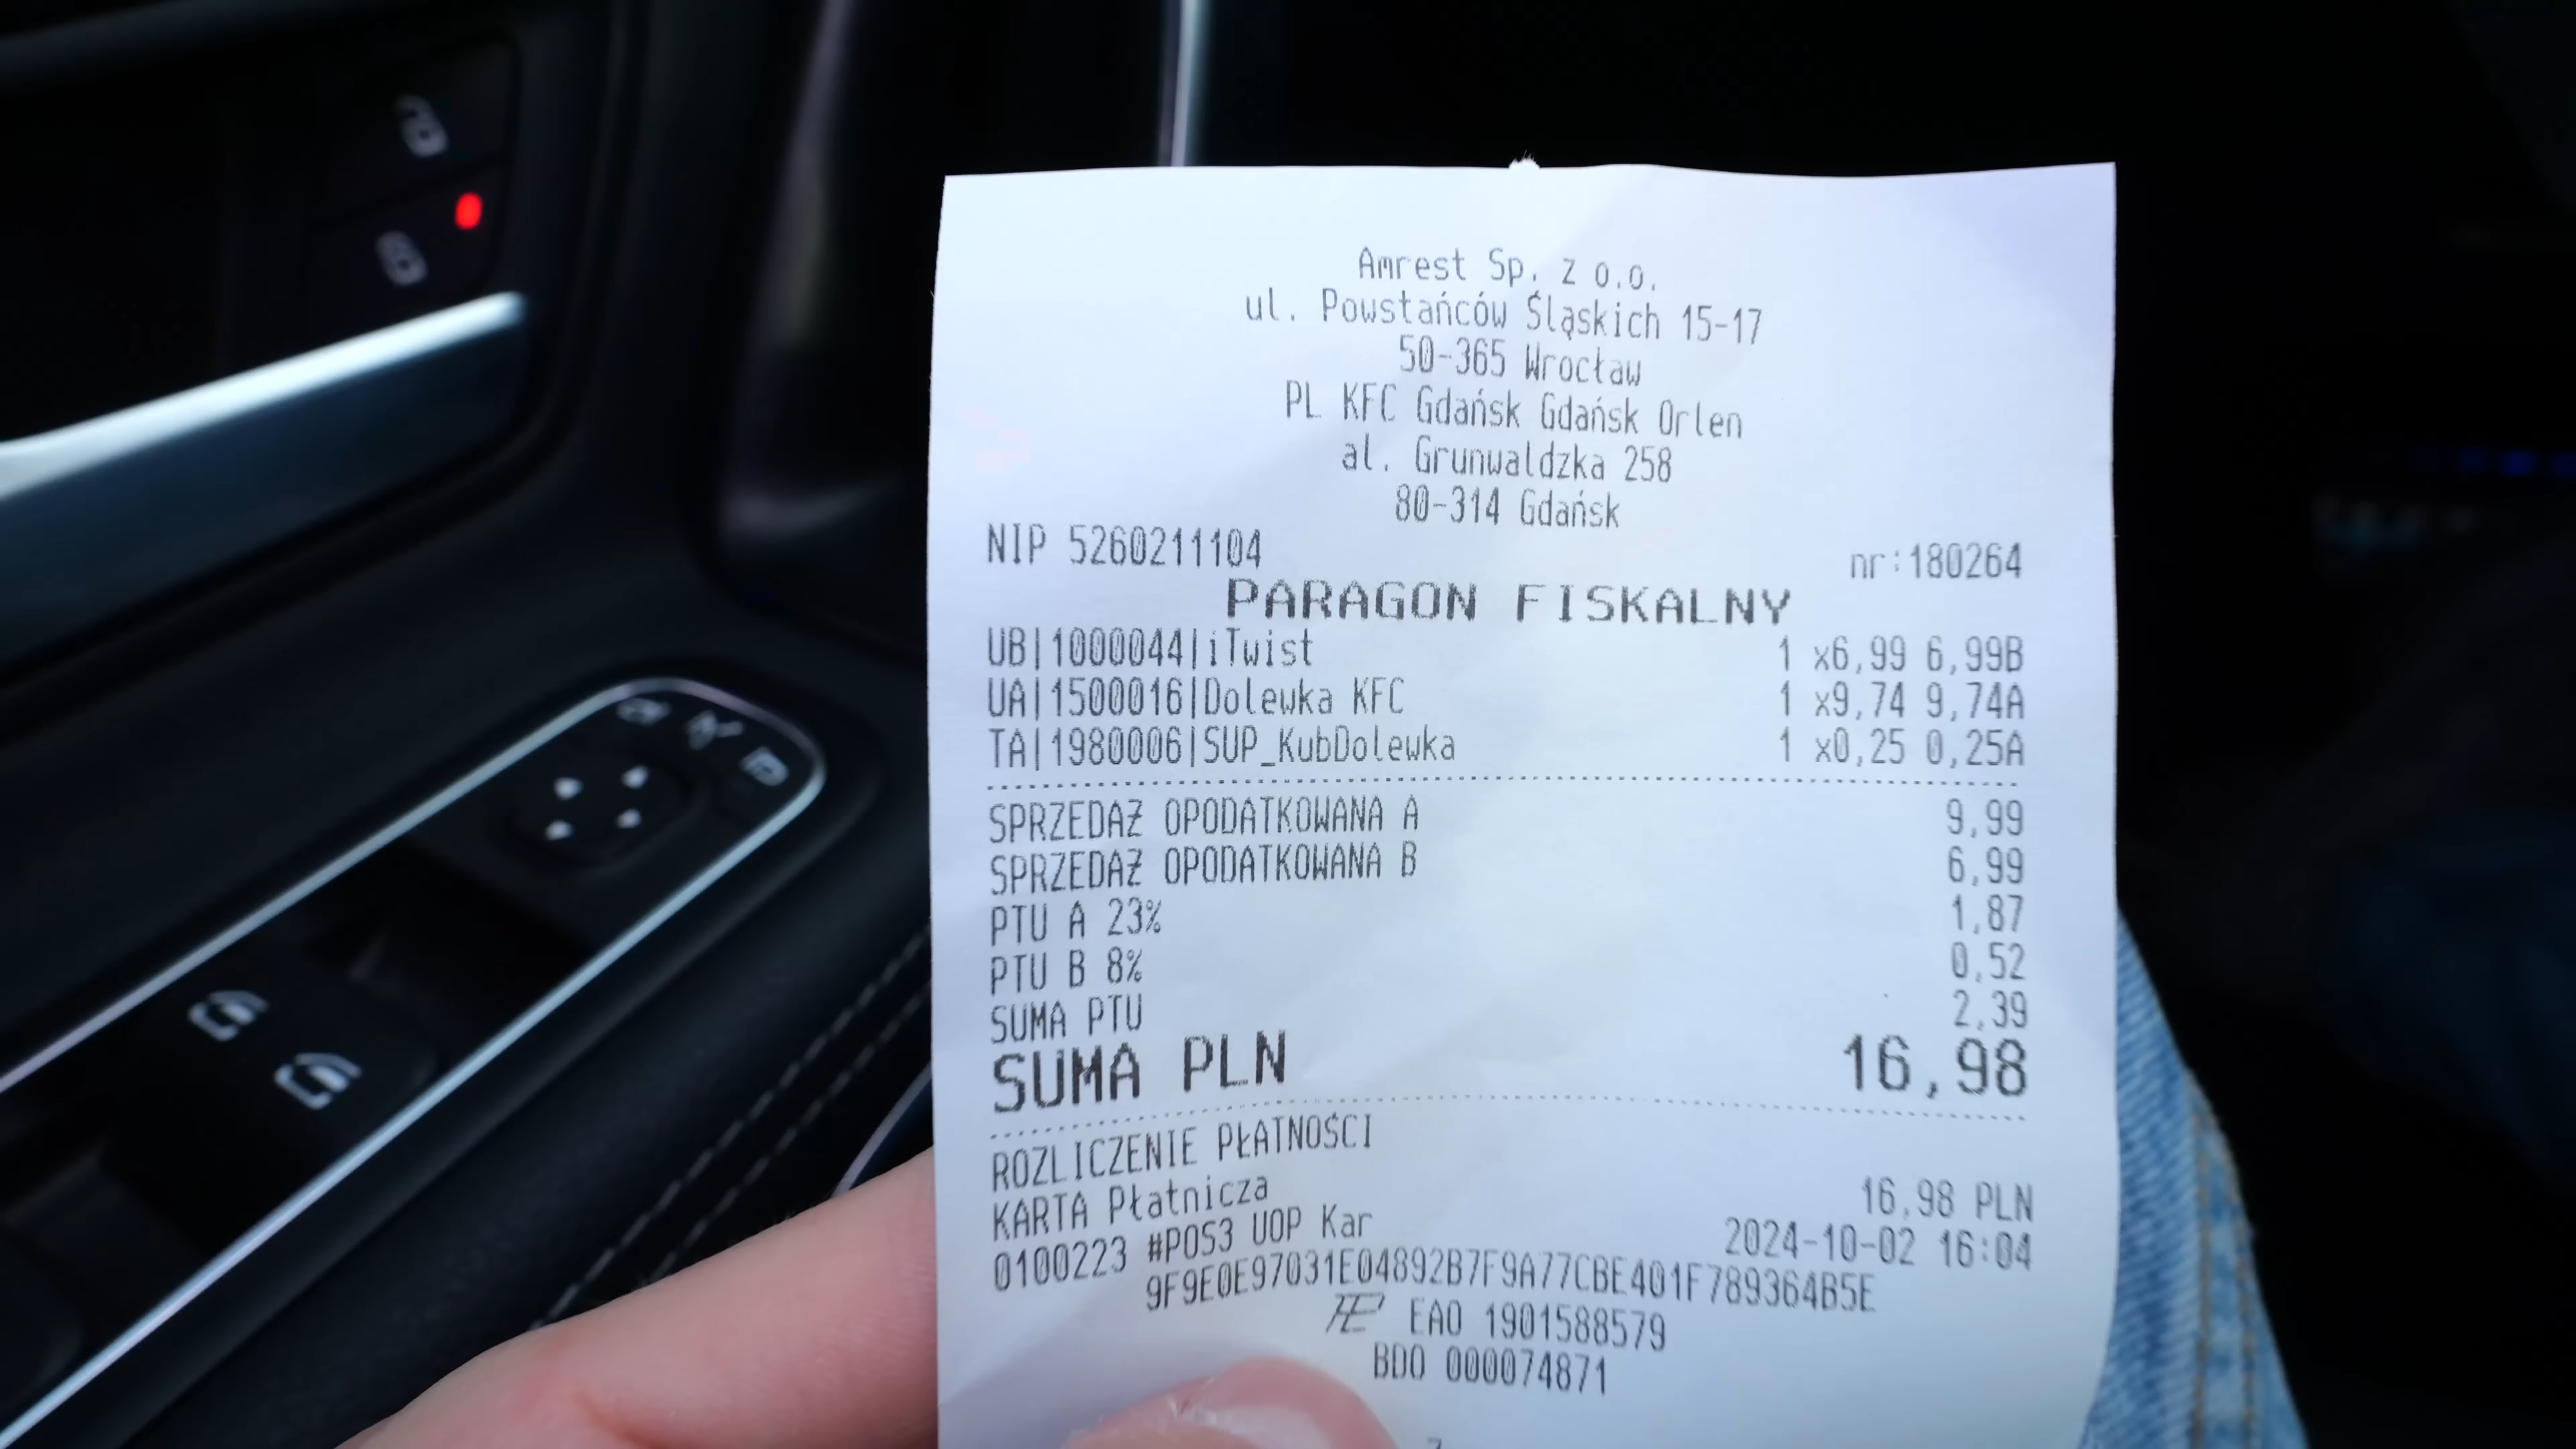 Amrest Sp. Z o.o.
ul. Powstańców Śląskich 15-17
50-365 Wrocław
PL KFC Gdańsk Gdańsk Orlen
al. Grunwaldzka 258
80-314 Gdańsk
NIP 5260211104 nr:180264
PARAGON FISKALNY
UB|1000044|iTwist 1 x6,99 6,99B
UA|1500016|Dolewka KFC 1 x9,74 9,74A
TA|1980006|SUP_KubDolewka 1 x0,25 0,25A
SPRZEDAŻ OPODATKOWANA A 9,99
SPRZEDAŻ OPODATKOWANA B 6,99
PTU A 23% 1,87
PTU B 8% 0,52
SUMA PTU 2,39
SUMA PLN 16,98
ROZLICZENIE PŁATNOŚCI
KARTA Płatnicza 16,98 PLN
0100223 #POS3 UOP Kar 2024-10-02 16:04
9F9E0E97031E04892B7F9A77CBE401F789364B5E
EAO 1901588579
BDO 000074871